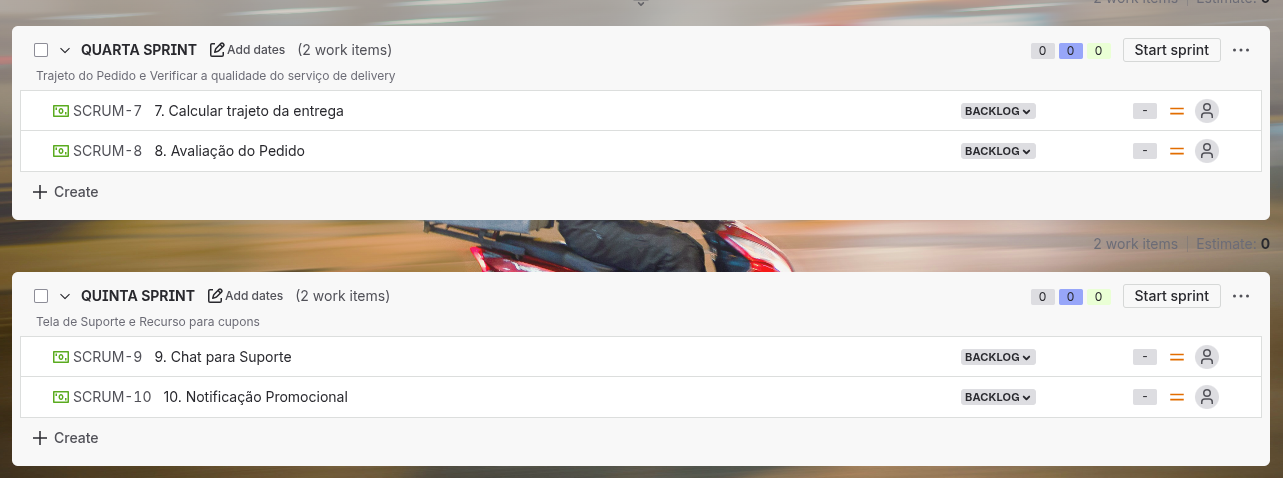 2 work items Estimate: 0
QUARTA SPRINT Add dates (2 work items) 0 0 0 Start sprint ...
Trajeto do Pedido e Verificar a qualidade do serviço de delivery
SCRUM-7 7. Calcular trajeto da entrega BACKLOG -
SCRUM-8 8. Avaliação do Pedido BACKLOG -
+ Create
2 work items Estimate: 0
QUINTA SPRINT Add dates (2 work items) 0 0 0 Start sprint ...
Tela de Suporte e Recurso para cupons
SCRUM-9 9. Chat para Suporte BACKLOG -
SCRUM-10 10. Notificação Promocional BACKLOG -
+ Create